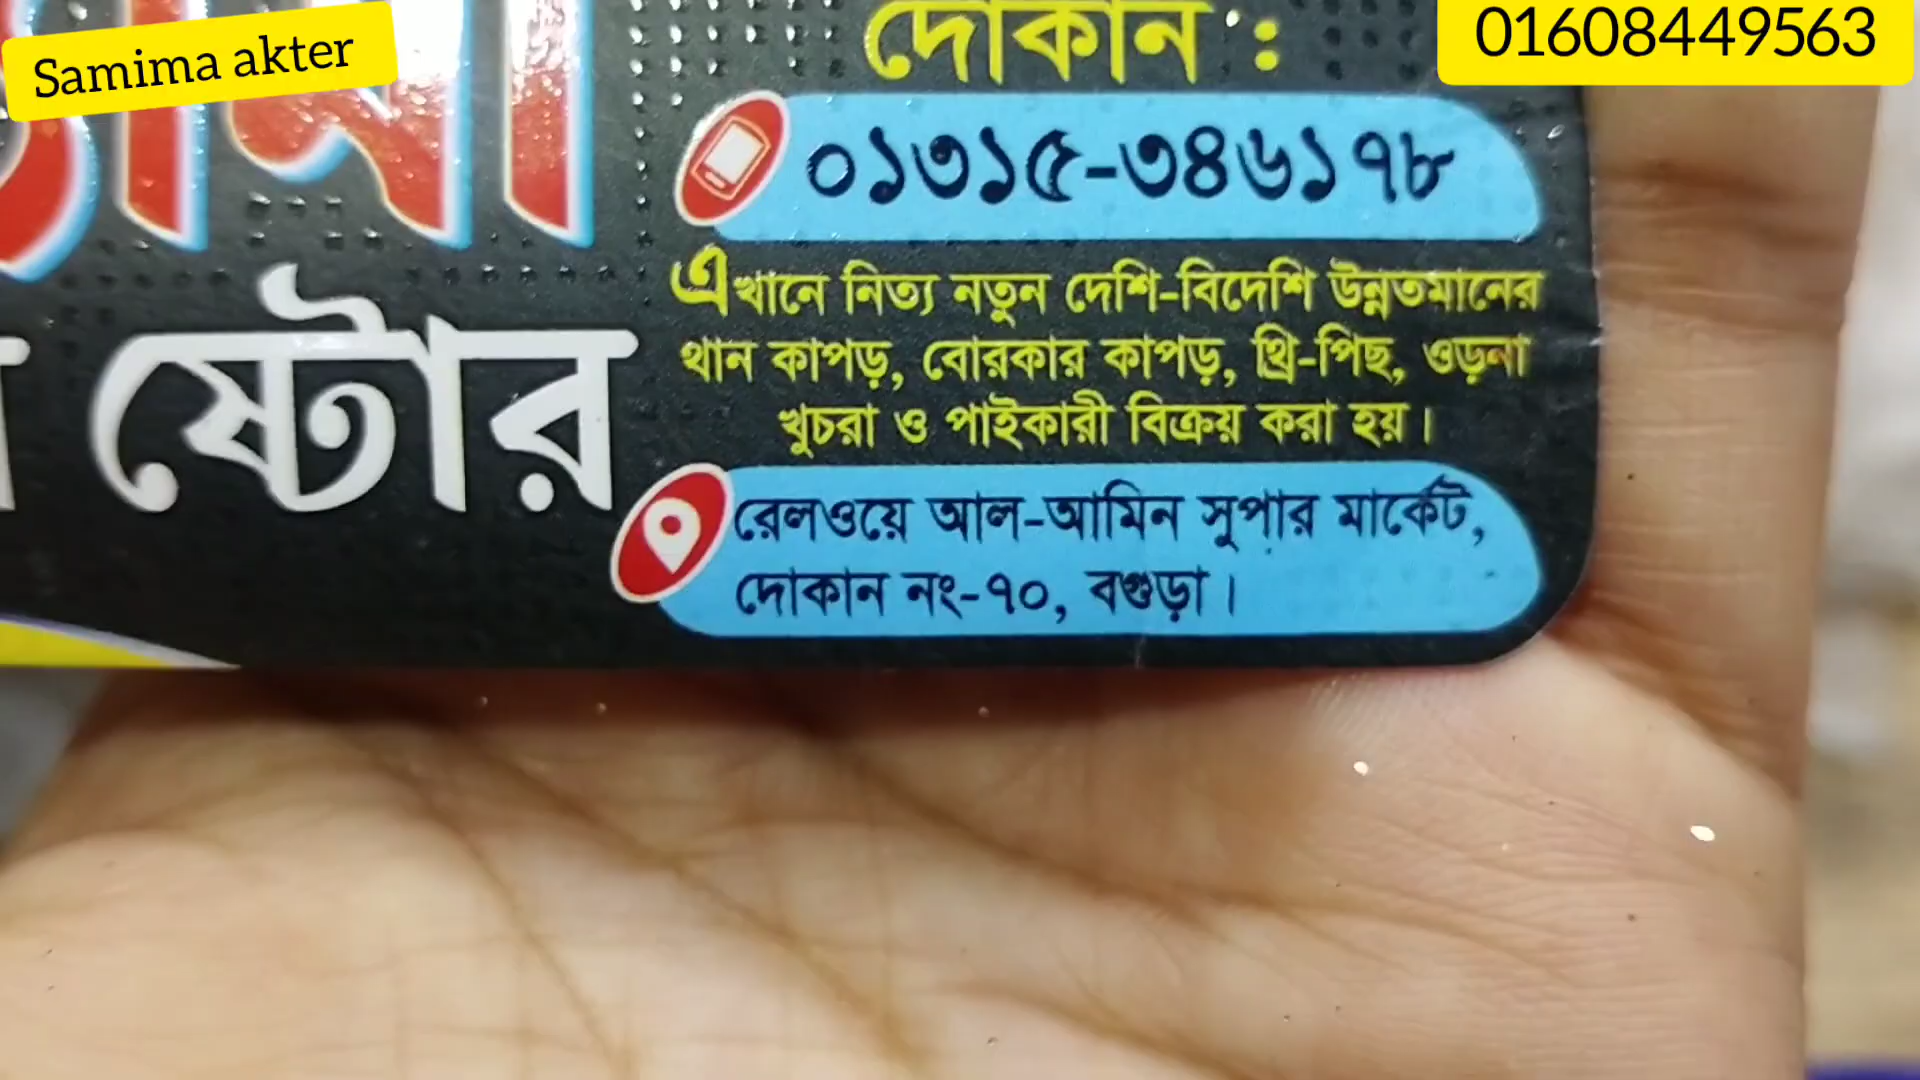 Samima akter
01608449563
দোকান :
০১৩১৫-৩৪৬১৭৮
এখানে নিত্য নতুন দেশি-বিদেশি উন্নতমানের
থান কাপড়, বোরকার কাপড়, থ্রি-পিছ, ওড়না
খুচরা ও পাইকারী বিক্রয় করা হয়।
ষ্টোর
রেলওয়ে আল-আমিন সুপার মার্কেট,
দোকান নং-৭০, বগুড়া।